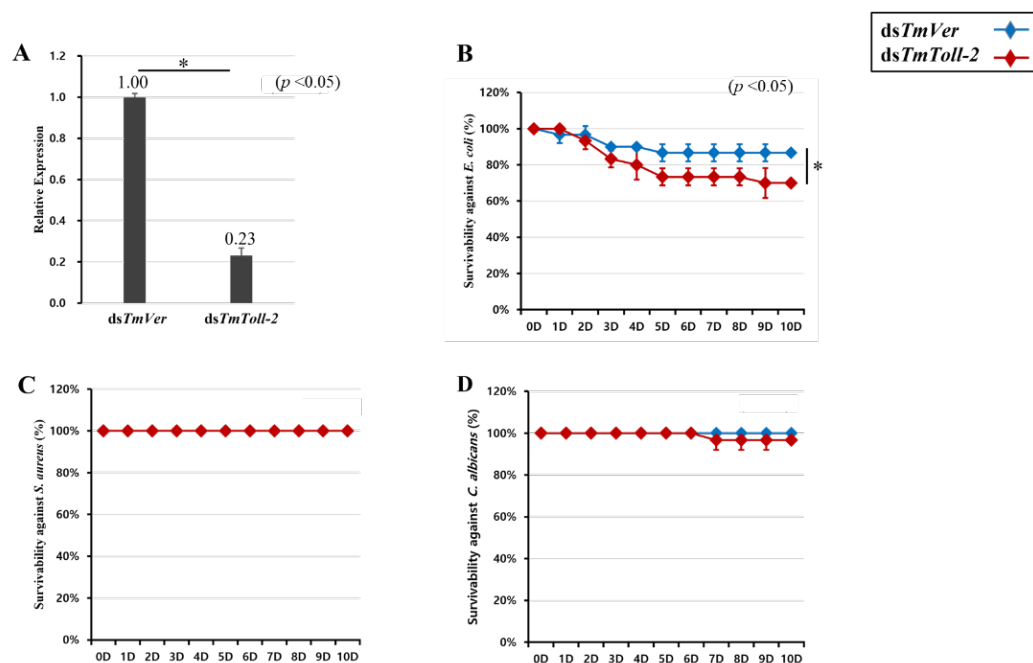 dsTmVer
dsTmToll-2
A
Relative Expression
1.2
1.0
0.8
0.6
0.4
0.2
0.0
1.00
*
(p <0.05)
0.23
dsTmVer
dsTmToll-2
B
Survivability against E. coli (%)
(p <0.05)
120%
100%
80%
60%
40%
20%
0%
*
0D 1D 2D 3D 4D 5D 6D 7D 8D 9D 10D
C
Survivability against S. aureus (%)
120%
100%
80%
60%
40%
20%
0%
0D 1D 2D 3D 4D 5D 6D 7D 8D 9D 10D
D
Survivability against C. albicans (%)
120%
100%
80%
60%
40%
120%
0%
0D 1D 2D 3D 4D 5D 6D 7D 8D 9D 10D